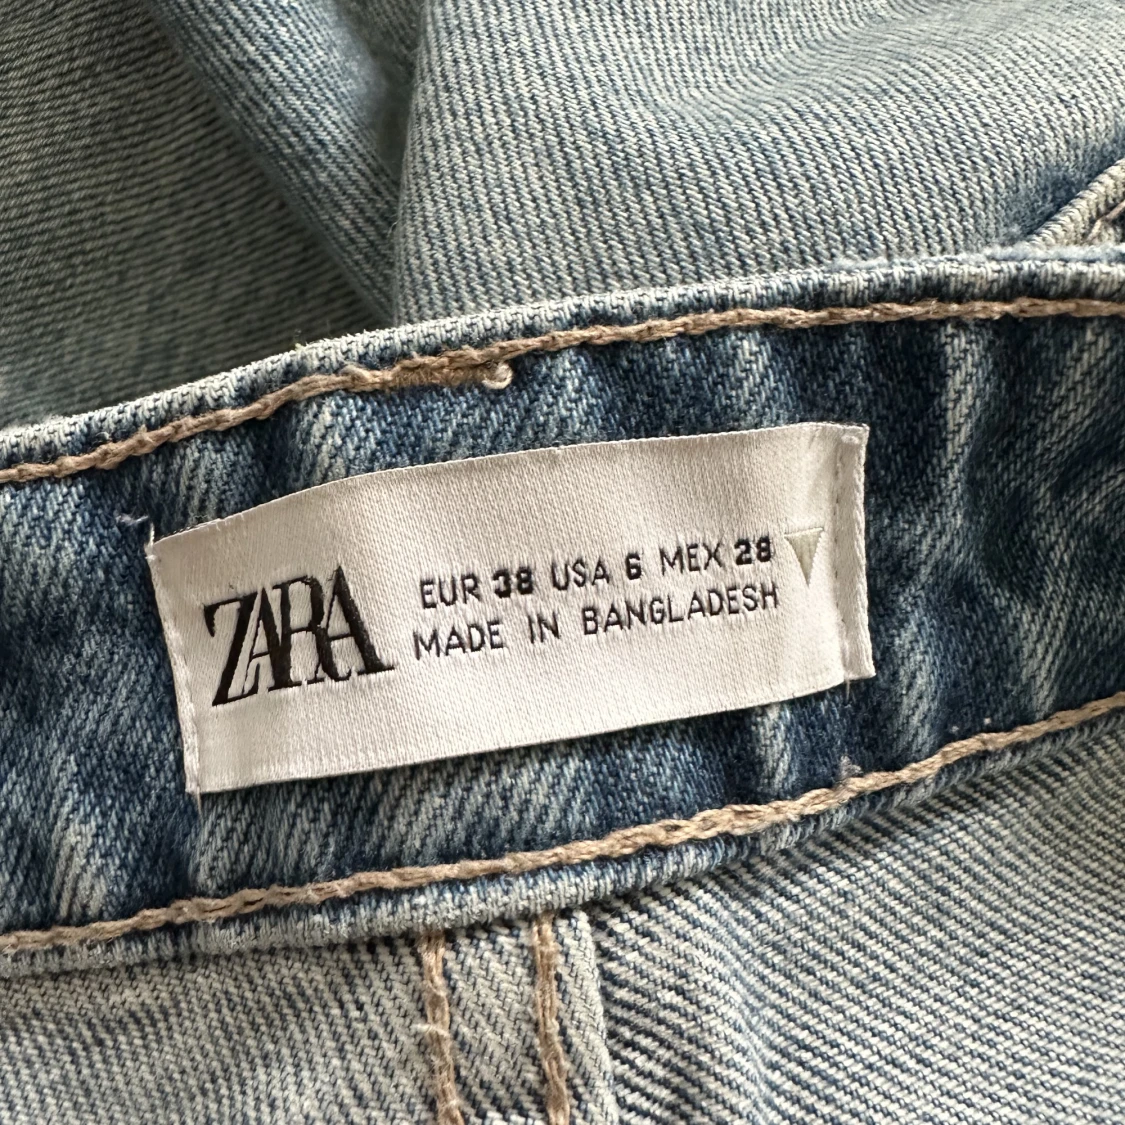 ZARA
EUR 38 USA 6 MEX 28
MADE IN BANGLADESH